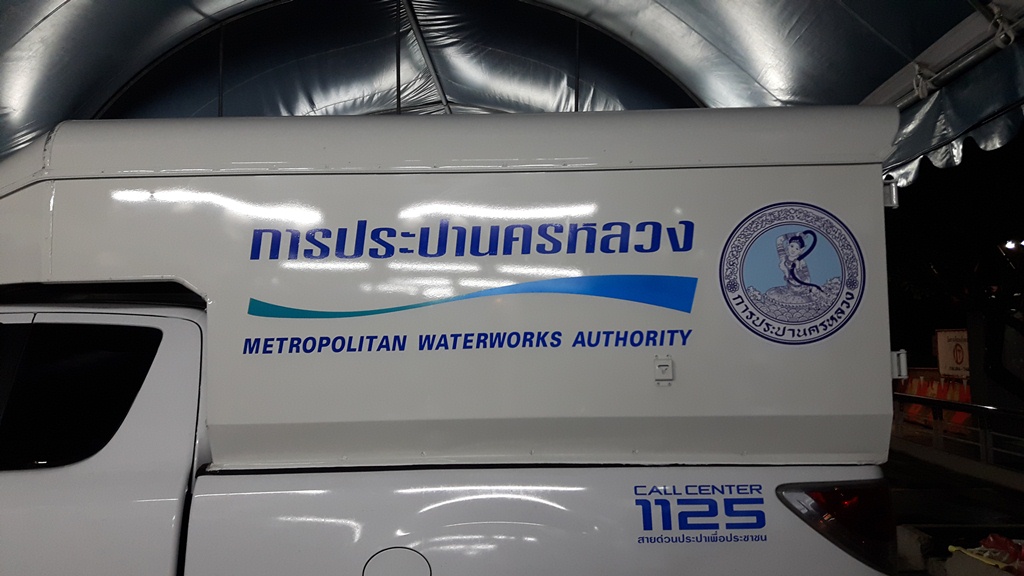 การประปานครหลวง
METROPOLITAN WATERWORKS AUTHORITY
การประปานครหลวง
CALL CENTER
1125
สายด่วนประปาเพื่อประชาชน